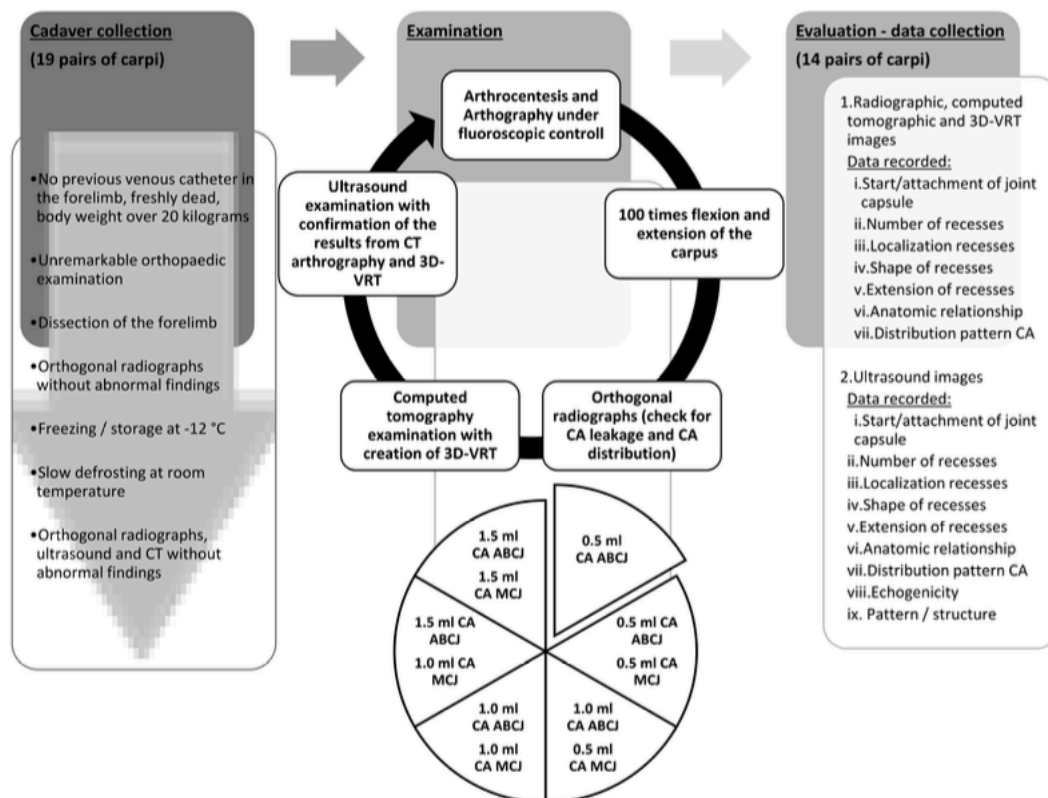 Cadaver collection
(19 pairs of carpi)
•No previous venous catheter in
the forelimb, freshly dead,
body weight over 20 kilograms
•Unremarkable orthopaedic
examination
•Dissection of the forelimb
•Orthogonal radiographs
without abnormal findings
•Freezing / storage at -12 °C
•Slow defrosting at room
temperature
•Orthogonal radiographs,
ultrasound and CT without
abnormal findings
Examination
Arthrocentesis and
Arthography under
fluoroscopic controll
100 times flexion and
extension of the
carpus
Orthogonal
radiographs (check for
CA leakage and CA
distribution)
Computed
tomography
examination with
creation of 3D-VRT
Ultrasound
examination with
confirmation of the
results from CT
arthrography and 3D-
VRT
0.5 ml
CA ABCJ
0.5 ml CA
ABCJ
0.5 ml CA
MCJ
1.0 ml
CA ABCJ
0.5 ml
CA MCJ
1.0 ml
CA ABCJ
1.0 ml
CA MCJ
1.5 ml CA
ABCJ
1.0 ml CA
MCJ
1.5 ml
CA ABCJ
1.5 ml
CA MCJ
Evaluation - data collection
(14 pairs of carpi)
1.Radiographic, computed
tomographic and 3D-VRT
images
Data recorded:
i.Start/attachment of joint
capsule
ii.Number of recesses
iii.Localization recesses
iv.Shape of recesses
v.Extension of recesses
vi.Anatomic relationship
vii.Distribution pattern CA
2.Ultrasound images
Data recorded:
i.Start/attachment of joint
capsule
ii.Number of recesses
iii.Localization recesses
iv.Shape of recesses
v.Extension of recesses
vi.Anatomic relationship
vii.Distribution pattern CA
viii.Echogenicity
ix. Pattern / structure